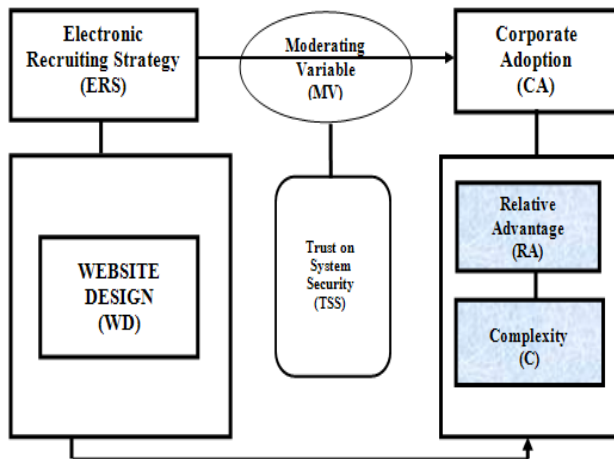 Electronic
Recruiting Strategy
(ERS)
Moderating
Variable
(MV)
Corporate
Adoption
(CA)
WEBSITE
DESIGN
(WD)
Trust on
System
Security
(TSS)
Relative
Advantage
(RA)
Complexity
(C)